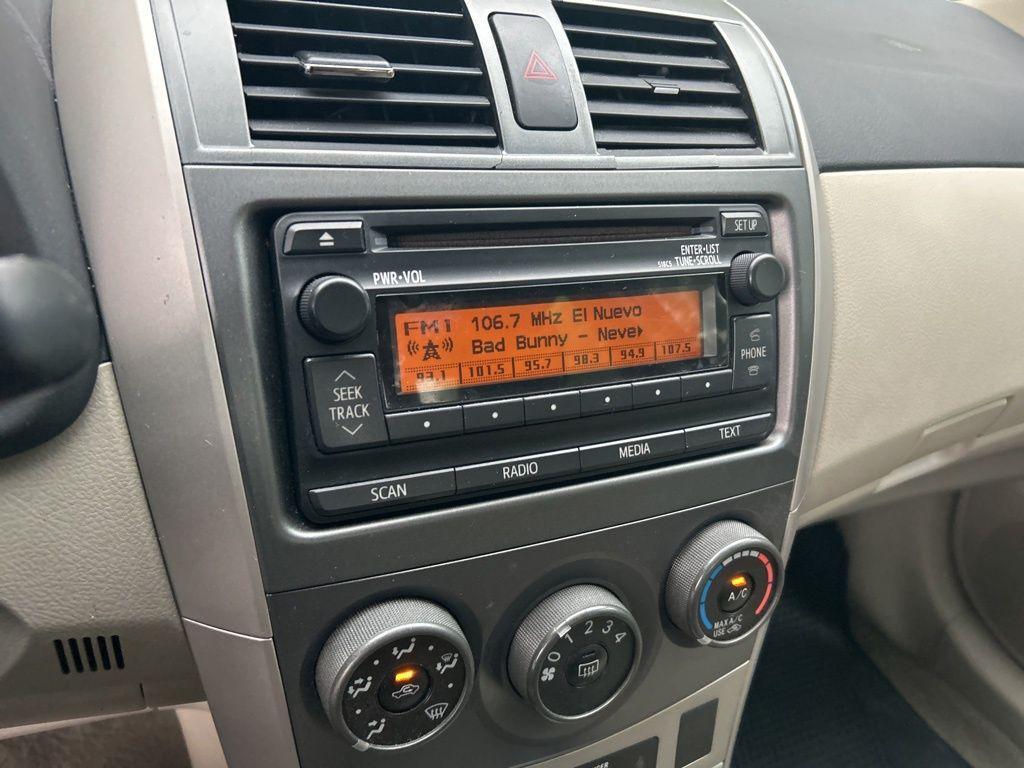 SET UP
ENTER•LIST
PWR•VOL
518C9 TUNE•SCROLL
FM1 106.7 MHz El Nuevo
Bad Bunny - Neve
93.1 101.5 95.7 98.3 94.9 107.5
PHONE
SEEK
TRACK
SCAN RADIO MEDIA TEXT
A/C
MAX A/C
USE
0 1 2 3 4